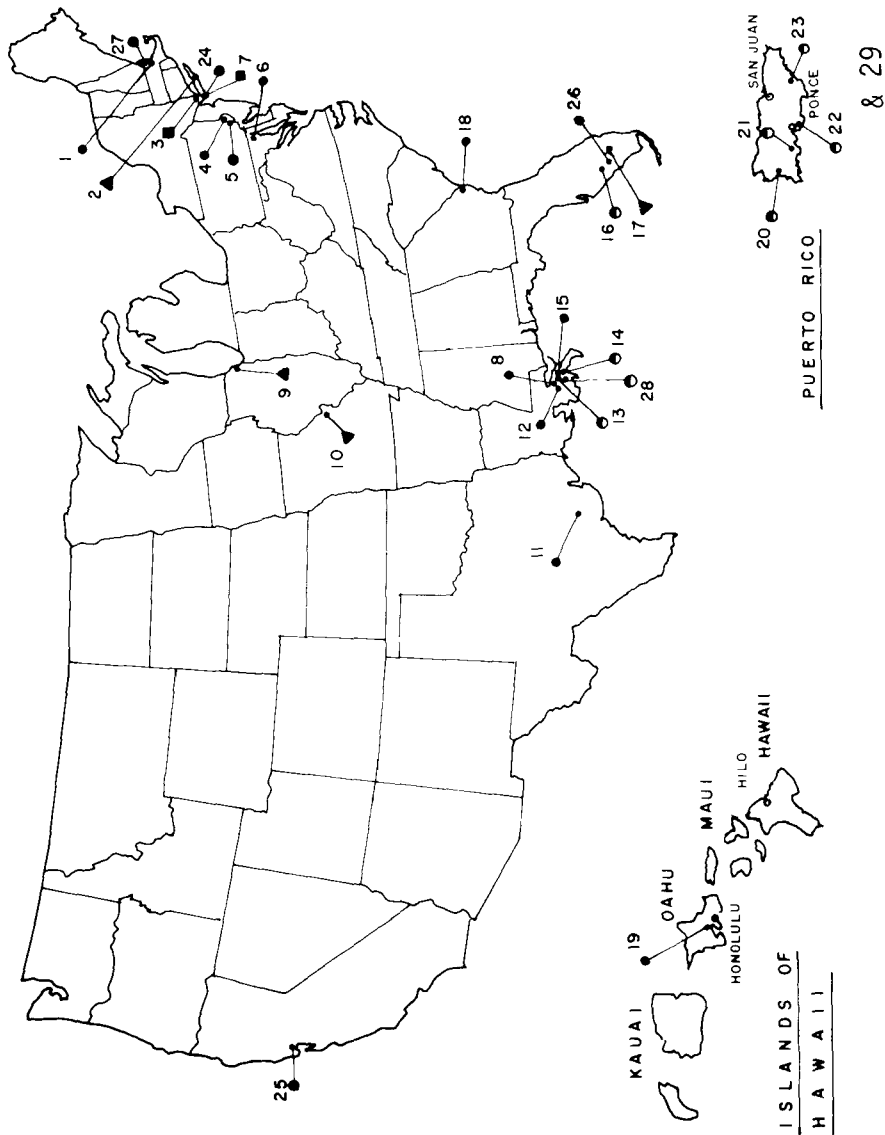 27
1
2
24
3
7
6
4
5
26
18
16
17
9
10
8
15
12
14
13
28
11
25
19
KAUAI
OAHU
HONOLULU
MAUI
HILO
HAWAII
ISLANDS OF
HAWAII
SAN JUAN
21
23
PONCE
20
22
PUERTO RICO
& 29